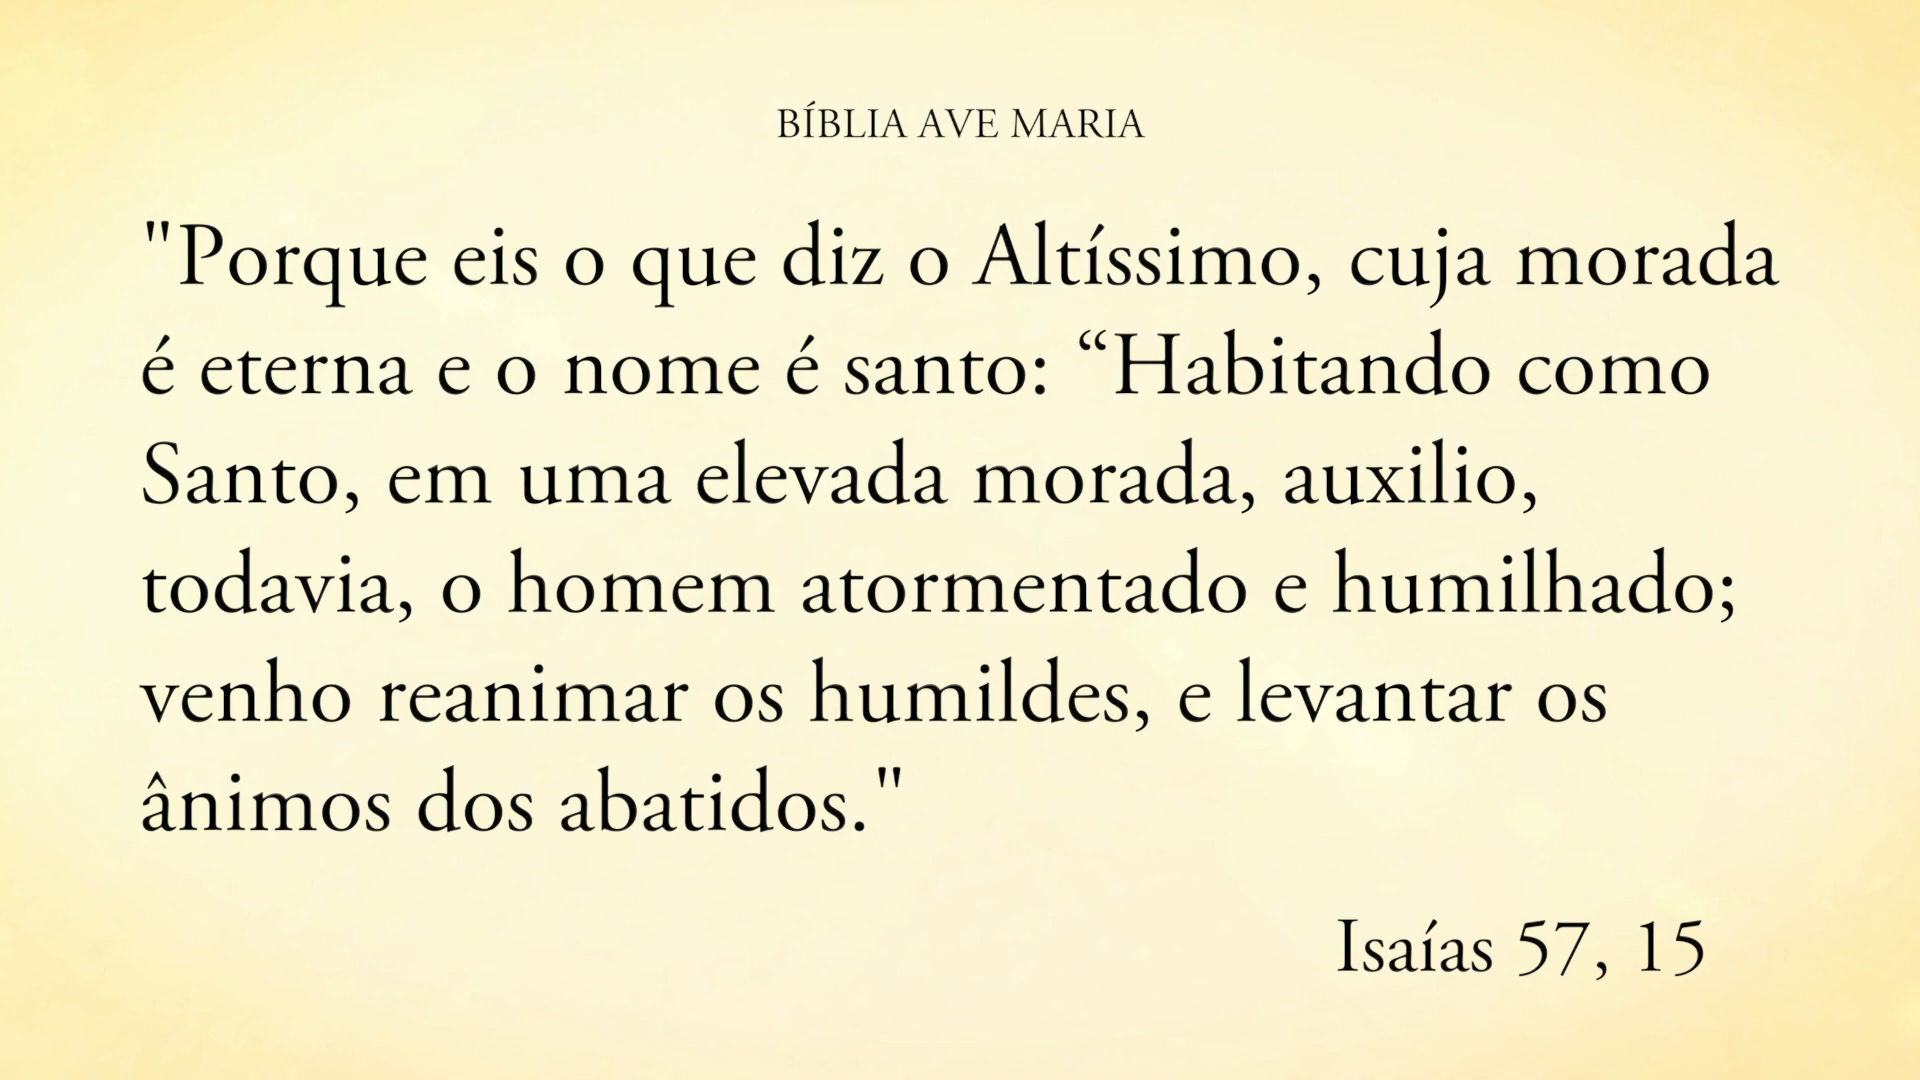 BÍBLIA AVE MARIA
"Porque eis o que diz o Altíssimo, cuja morada
é eterna e o nome é santo: “Habitando como
Santo, em uma elevada morada, auxilio,
todavia, o homem atormentado e humilhado;
venho reanimar os humildes, e levantar os
ânimos dos abatidos."
Isaías 57, 15